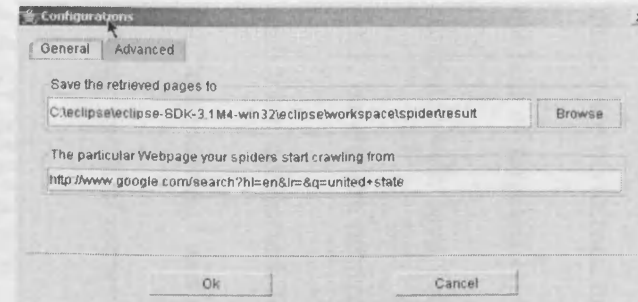 Configurations
General Advanced
Save the retrieved pages to
C:\eclipse\eclipse-SDK-3.1M4-win32\eclipse\workspace\spider\result Browse
The particular Webpage your spiders start crawling from
http://www.google.com/search?hl=en&lr=&q=united+state
Ok Cancel